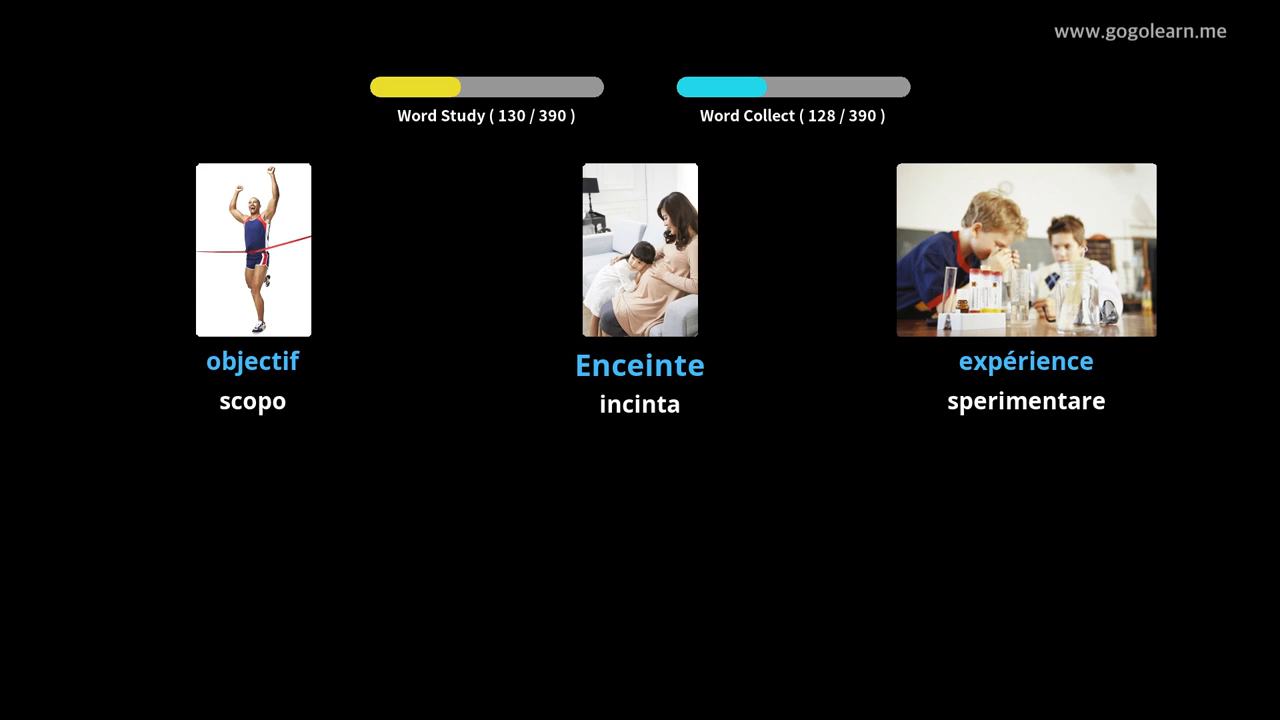 www.gogolearn.me
Word Study ( 130 / 390 )
Word Collect ( 128 / 390 )
objectif
scopo
Enceinte
incinta
expérience
sperimentare